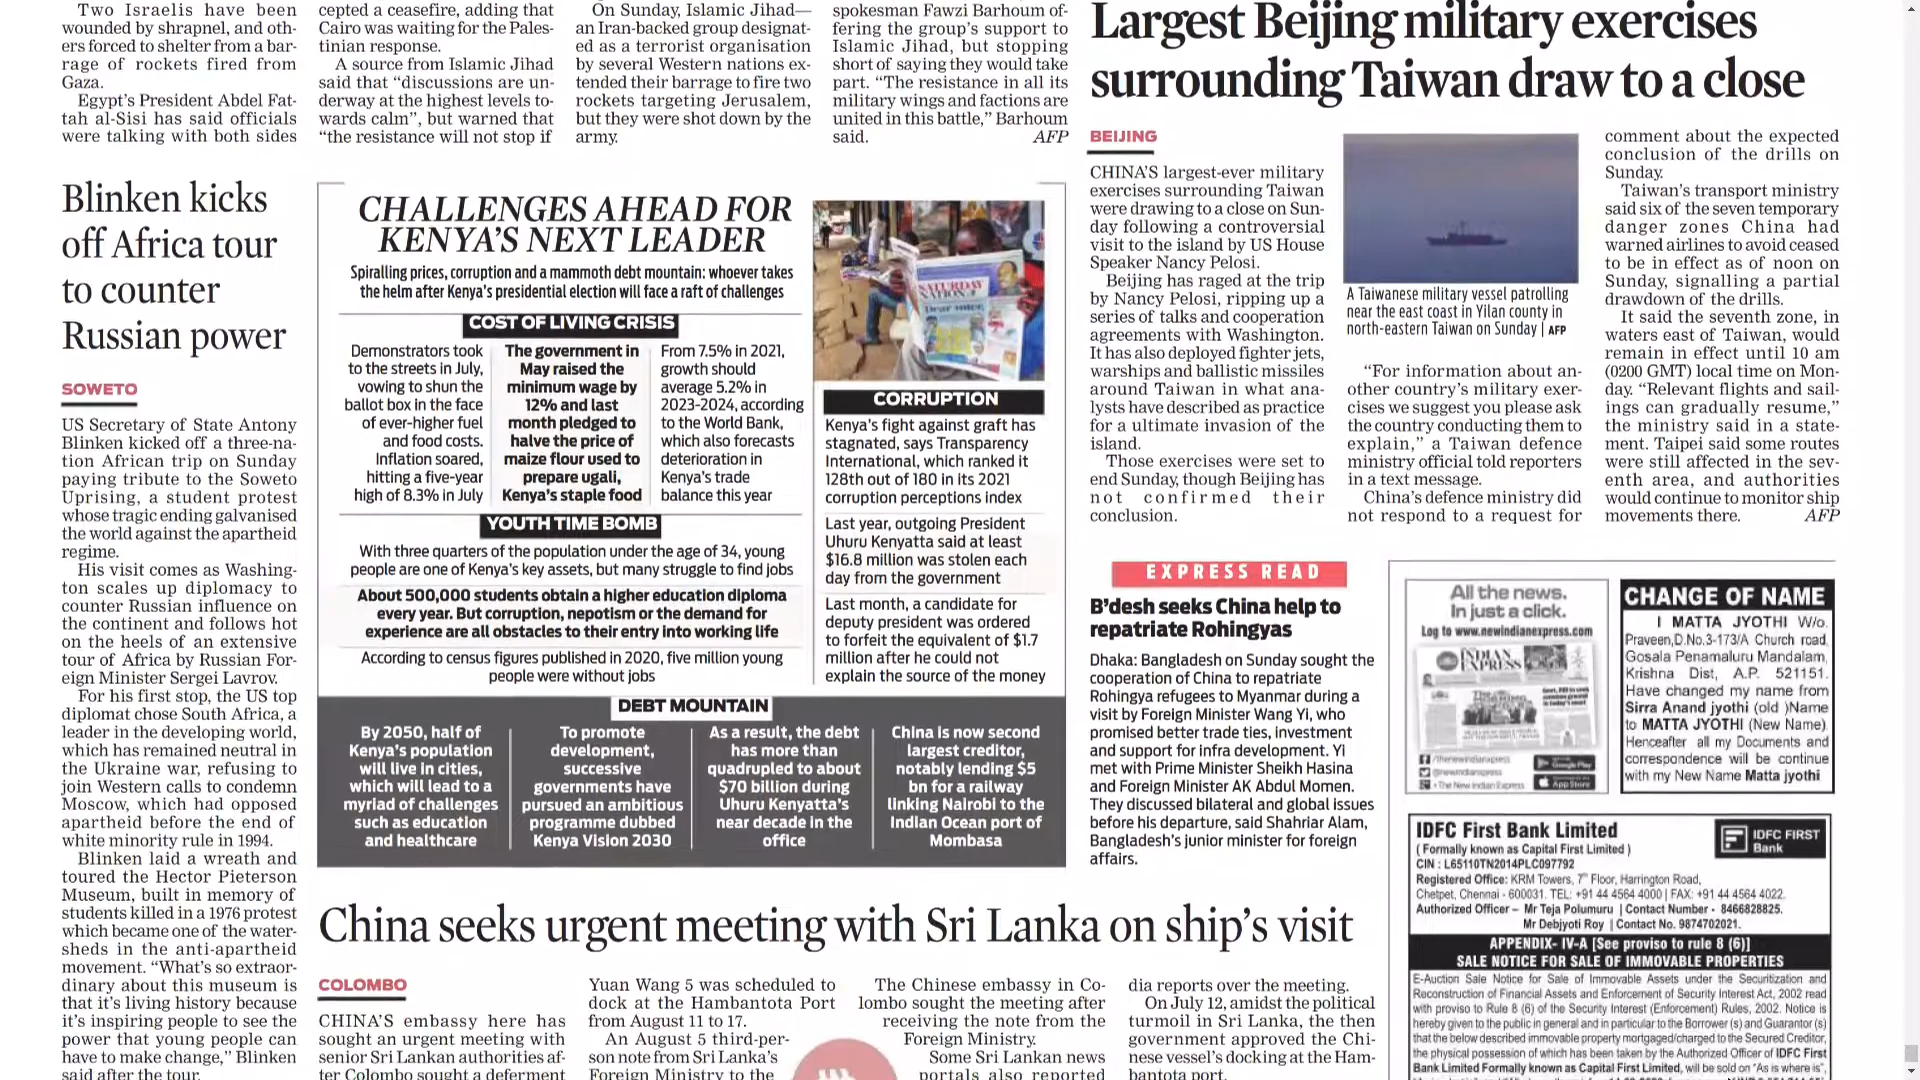 Two Israelis have been
wounded by shrapnel, and oth-
ers forced to shelter from a bar-
rage of rockets fired from
Gaza.
Egypt's President Abdel Fat-
tah al-Sisi has said officials
were talking with both sides
cepted a ceasefire, adding that
Cairo was waiting for the Pales-
tinian response.
A source from Islamic Jihad
said that “discussions are un-
derway at the highest levels to-
wards calm”, but warned that
“the resistance will not stop if
On Sunday, Islamic Jihad—
an Iran-backed group designat-
ed as a terrorist organisation
by several Western nations ex-
tended their barrage to fire two
rockets targeting Jerusalem,
but they were shot down by the
army.
spokesman Fawzi Barhoum of-
fering the group's support to
Islamic Jihad, but stopping
short of saying they would take
part. “The resistance in all its
military wings and factions are
united in this battle,” Barhoum
said. AFP
Blinken kicks
off Africa tour
to counter
Russian power
SOWETO
US Secretary of State Antony
Blinken kicked off a three-na-
tion African trip on Sunday
paying tribute to the Soweto
Uprising, a student protest
whose tragic ending galvanised
the world against the apartheid
regime.
His visit comes as Washing-
ton scales up diplomacy to
counter Russian influence on
the continent and follows hot
on the heels of an extensive
tour of Africa by Russian For-
eign Minister Sergei Lavrov.
For his first stop, the US top
diplomat chose South Africa, a
leader in the developing world,
which has remained neutral in
the Ukraine war, refusing to
join Western calls to condemn
Moscow, which had opposed
apartheid before the end of
white minority rule in 1994.
Blinken laid a wreath and
toured the Hector Pieterson
Museum, built in memory of
students killed in a 1976 protest
which became one of the water-
sheds in the anti-apartheid
movement. “What's so extraor-
dinary about this museum is
that it's living history because
it's inspiring people to see the
power that young people can
have to make change,” Blinken
said after the tour.
CHALLENGES AHEAD FOR
KENYA'S NEXT LEADER
Spiralling prices, corruption and a mammoth debt mountain: whoever takes
the helm after Kenya's presidential election will face a raft of challenges
COST OF LIVING CRISIS
Demonstrators took
to the streets in July,
vowing to shun the
ballot box in the face
of ever-higher fuel
and food costs.
Inflation soared,
hitting a five-year
high of 8.3% in July
The government in
May raised the
minimum wage by
12% and last
month pledged to
halve the price of
maize flour used to
prepare ugali,
Kenya's staple food
From 7.5% in 2021,
growth should
average 5.2% in
2023-2024, according
to the World Bank,
which also forecasts
deterioration in
Kenya's trade
balance this year
YOUTH TIME BOMB
With three quarters of the population under the age of 34, young
people are one of Kenya's key assets, but many struggle to find jobs
About 500,000 students obtain a higher education diploma
every year. But corruption, nepotism or the demand for
experience are all obstacles to their entry into working life
According to census figures published in 2020, five million young
people were without jobs
SATURDAY
NATION
CORRUPTION
Kenya's fight against graft has
stagnated, says Transparency
International, which ranked it
128th out of 180 in its 2021
corruption perceptions index
Last year, outgoing President
Uhuru Kenyatta said at least
$16.8 million was stolen each
day from the government
Last month, a candidate for
deputy president was ordered
to forfeit the equivalent of $1.7
million after he could not
explain the source of the money
DEBT MOUNTAIN
By 2050, half of
Kenya's population
will live in cities,
which will lead to a
myriad of challenges
such as education
and healthcare
To promote
development,
successive
governments have
pursued an ambitious
programme dubbed
Kenya Vision 2030
As a result, the debt
has more than
quadrupled to about
$70 billion during
Uhuru Kenyatta's
near decade in the
office
China is now second
largest creditor,
notably lending $5
bn for a railway
linking Nairobi to the
Indian Ocean port of
Mombasa
Largest Beijing military exercises
surrounding Taiwan draw to a close
BEIJING
CHINA'S largest-ever military
exercises surrounding Taiwan
were drawing to a close on Sun-
day following a controversial
visit to the island by US House
Speaker Nancy Pelosi.
Beijing has raged at the trip
by Nancy Pelosi, ripping up a
series of talks and cooperation
agreements with Washington.
It has also deployed fighter jets,
warships and ballistic missiles
around Taiwan in what ana-
lysts have described as practice
for a ultimate invasion of the
island.
Those exercises were set to
end Sunday, though Beijing has
not confirmed their
conclusion.
A Taiwanese military vessel patrolling
near the east coast in Yilan county in
north-eastern Taiwan on Sunday | AFP
“For information about an-
other country's military exer-
cises we suggest you please ask
the country conducting them to
explain,” a Taiwan defence
ministry official told reporters
in a text message.
China's defence ministry did
not respond to a request for
comment about the expected
conclusion of the drills on
Sunday.
Taiwan's transport ministry
said six of the seven temporary
danger zones China had
warned airlines to avoid ceased
to be in effect as of noon on
Sunday, signalling a partial
drawdown of the drills.
It said the seventh zone, in
waters east of Taiwan, would
remain in effect until 10 am
(0200 GMT) local time on Mon-
day. “Relevant flights and sail-
ings can gradually resume,”
the ministry said in a state-
ment. Taipei said some routes
were still affected in the sev-
enth area, and authorities
would continue to monitor ship
movements there. AFP
EXPRESS READ
B'desh seeks China help to
repatriate Rohingyas
Dhaka: Bangladesh on Sunday sought the
cooperation of China to repatriate
Rohingya refugees to Myanmar during a
visit by Foreign Minister Wang Yi, who
promised better trade ties, investment
and support for infra development. Yi
met with Prime Minister Sheikh Hasina
and Foreign Minister AK Abdul Momen.
They discussed bilateral and global issues
before his departure, said Shahriar Alam,
Bangladesh's junior minister for foreign
affairs.
All the news.
In just a click.
Log to www.newindianexpress.com
INDIAN
EXPRESS
/thenewindianxpress
@newindianxpress
The New Indian Express
Google Play
App Store
CHANGE OF NAME
I MATTA JYOTHI W/o.
Praveen,D.No.3-173/A Church road,
Gosala Penamaluru Mandalam,
Krishna Dist, A.P. 521151.
Have changed my name from
Sirra Anand jyothi (old )Name
to MATTA JYOTHI (New Name).
Henceafter all my Documents and
correspondence will be continue
with my New Name Matta jyothi
IDFC First Bank Limited
( Formally known as Capital First Limited )
CIN : L65110TN2014PLC097792
IDFC FIRST
Bank
Registered Office: KRM Towers, 7th Floor, Harrington Road,
Chetpet, Chennai - 600031. TEL: +91 44 4564 4000 | FAX: +91 44 4564 4022.
Authorized Officer – Mr Teja Polumuru | Contact Number - 8466828825.
Mr Debjyoti Roy | Contact No. 9874702021.
APPENDIX- IV-A [See proviso to rule 8 (6)]
SALE NOTICE FOR SALE OF IMMOVABLE PROPERTIES
E-Auction Sale Notice for Sale of Immovable Assets under the Securitization and
Reconstruction of Financial Assets and Enforcement of Security Interest Act, 2002 read
with proviso to Rule 8 (6) of the Security Interest (Enforcement) Rules, 2002. Notice is
hereby given to the public in general and in particular to the Borrower (s) and Guarantor (s)
that the below described immovable property mortgaged/charged to the Secured Creditor,
the physical possession of which has been taken by the Authorized Officer of IDFC First
Bank Limited Formally known as Capital First Limited, will be sold on “As is where is”,
China seeks urgent meeting with Sri Lanka on ship's visit
COLOMBO
CHINA'S embassy here has
sought an urgent meeting with
senior Sri Lankan authorities af-
ter Colombo sought a deferment
Yuan Wang 5 was scheduled to
dock at the Hambantota Port
from August 11 to 17.
An August 5 third-per-
son note from Sri Lanka's
Foreign Ministry to the
The Chinese embassy in Co-
lombo sought the meeting after
receiving the note from the
Foreign Ministry.
Some Sri Lankan news
portals also reported
dia reports over the meeting.
On July 12, amidst the political
turmoil in Sri Lanka, the then
government approved the Chi-
nese vessel's docking at the Ham-
bantota port.